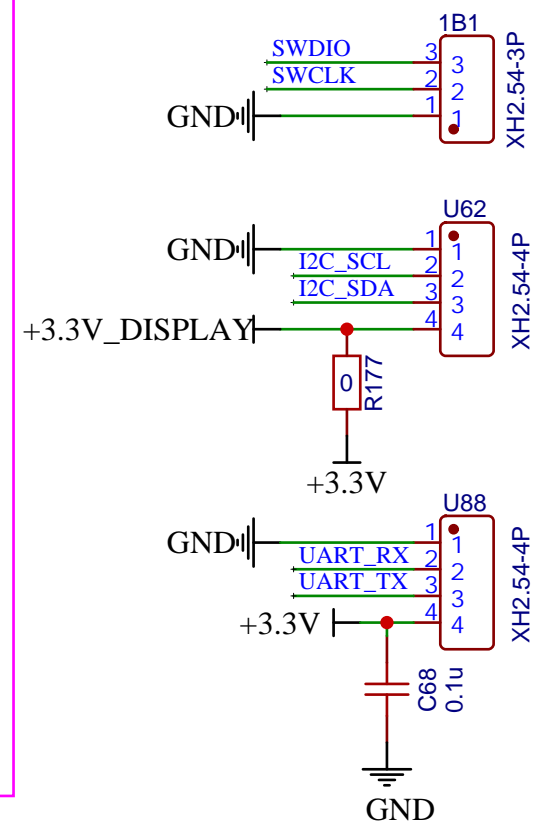 1B1
SWDIO 3 3
SWCLK 2 2
GND 1 1
XH2.54-3P
U62
GND 1 1
I2C_SCL 2 2
I2C_SDA 3 3
+3.3V_DISPLAY 4 4
XH2.54-4P
0
R177
+3.3V
U88
GND 1 1
UART_RX 2 2
UART_TX 3 3
+3.3V 4 4
XH2.54-4P
C68
0.1u
GND